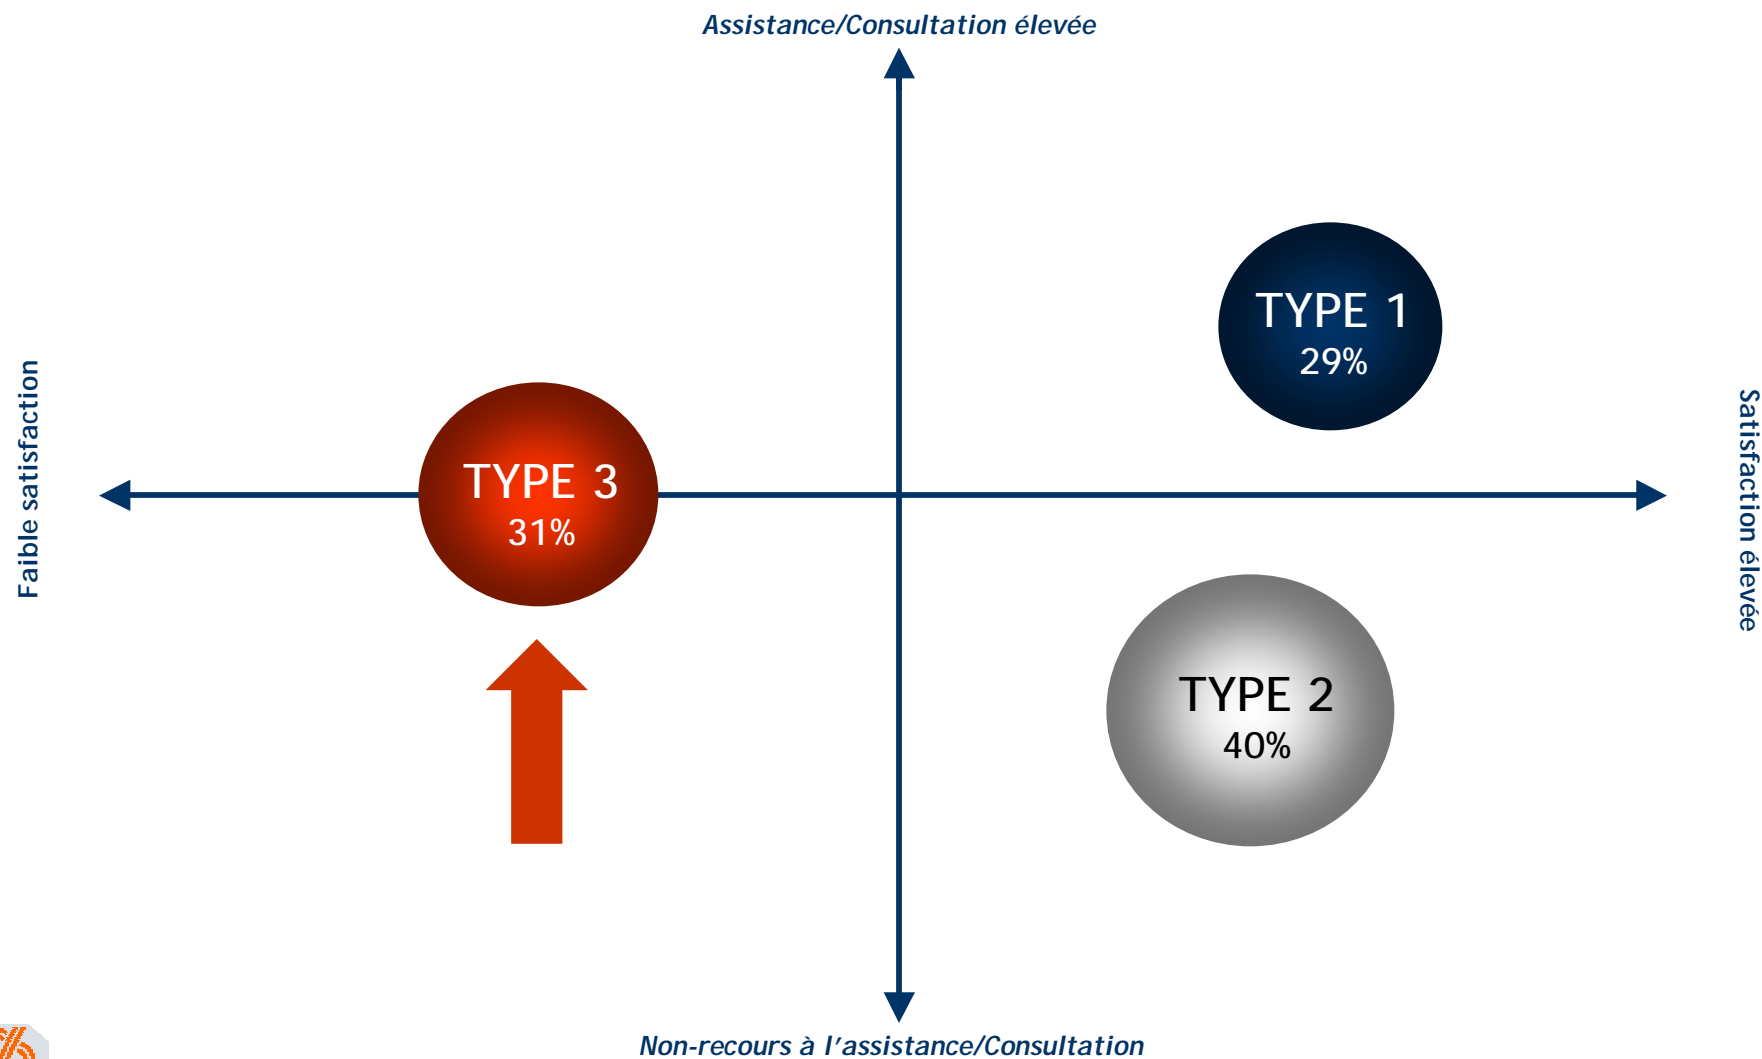 Assistance/Consultation élevée
TYPE 1
29%
Faible satisfaction
TYPE 3
31%
Satisfaction élevée
TYPE 2
40%
Non-recours à l'assistance/Consultation